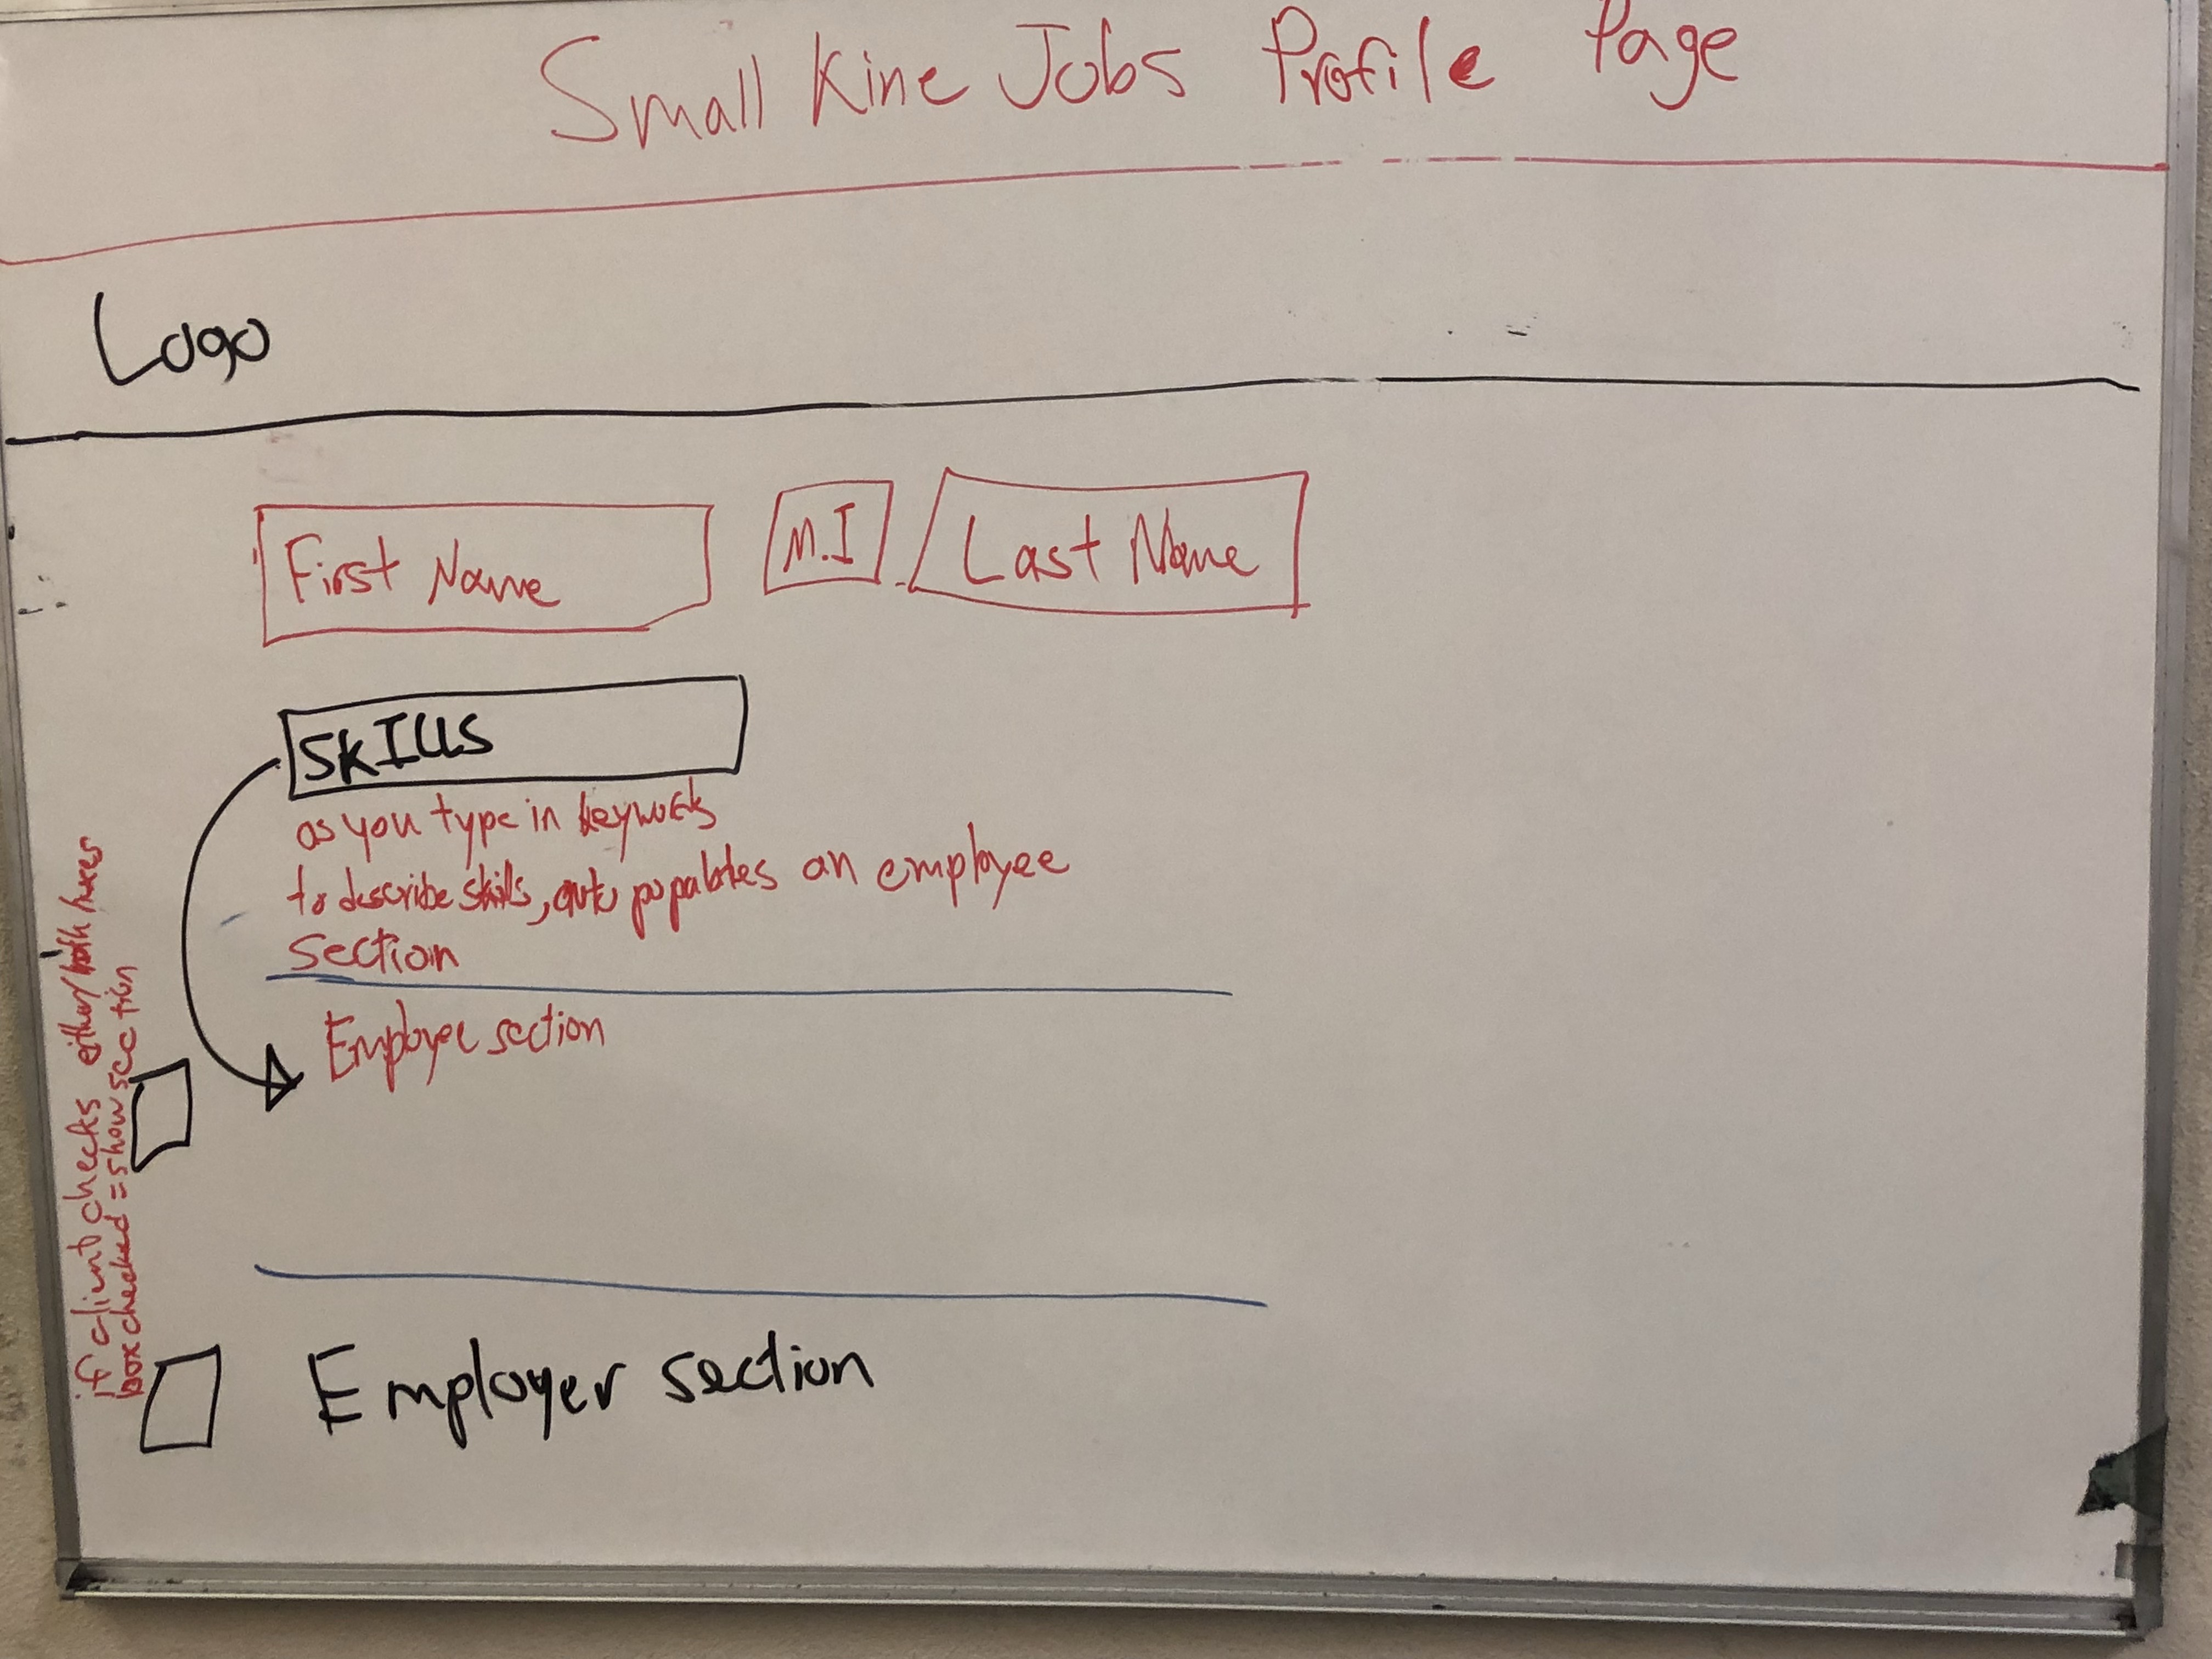 Small Kine Jobs Profile Page
Logo
First Name
M.I
Last Name
SKILLS
as you type in keywords
to describe skills, auto populates an employee
section
Employee section
if client checks either/both boxes
box checked = show section
Employer section